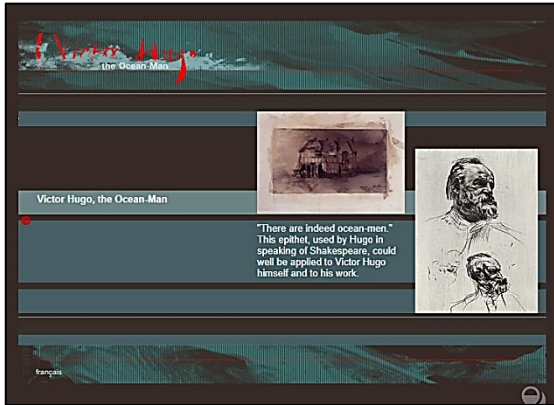 Victor Hugo
the Ocean-Man
Victor Hugo, the Ocean-Man
"There are indeed ocean-men."
This epithet, used by Hugo in
speaking of Shakespeare, could
well be applied to Victor Hugo
himself and to his work.
français